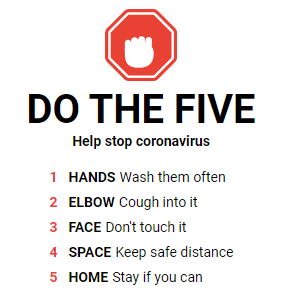 DO THE FIVE
Help stop coronavirus
1 HANDS Wash them often
2 ELBOW Cough into it
3 FACE Don't touch it
4 SPACE Keep safe distance
5 HOME Stay if you can